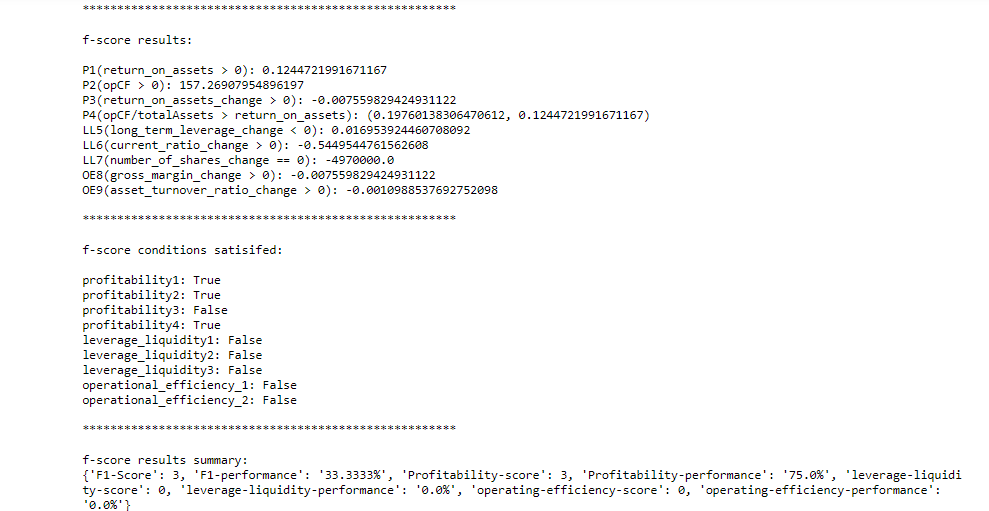 ******************************************************
f-score results:
P1(return_on_assets > 0): 0.1244721991671167
P2(opCF > 0): 157.26907954896197
P3(return_on_assets_change > 0): -0.007559829424931122
P4(opCF/totalAssets > return_on_assets): (0.19760138306470612, 0.1244721991671167)
LL5(long_term_leverage_change < 0): 0.016953924460708092
LL6(current_ratio_change > 0): -0.5449544761562608
LL7(number_of_shares_change == 0): -4970000.0
OE8(gross_margin_change > 0): -0.007559829424931122
OE9(asset_turnover_ratio_change > 0): -0.0010988537692752098
******************************************************
f-score conditions satisifed:
profitability1: True
profitability2: True
profitability3: False
profitability4: True
leverage_liquidity1: False
leverage_liquidity2: False
leverage_liquidity3: False
operational_efficiency_1: False
operational_efficiency_2: False
******************************************************
f-score results summary:
{'F1-Score': 3, 'F1-performance': '33.3333%', 'Profitability-score': 3, 'Profitability-performance': '75.0%', 'leverage-liquidi
ty-score': 0, 'leverage-liquidity-performance': '0.0%', 'operating-efficiency-score': 0, 'operating-efficiency-performance':
'0.0%'}